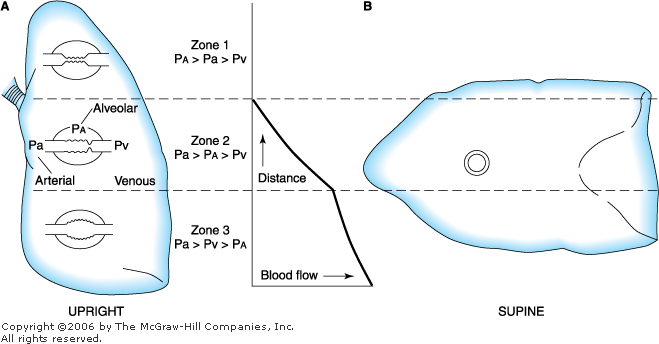 A
B
Zone 1
PA > Pa > Pv
Alveolar
PA
Pa
Pv
Zone 2
Pa > PA > Pv
Arterial
Venous
Distance
Zone 3
Pa > Pv > PA
Blood flow
UPRIGHT
SUPINE
Copyright ©2006 by The McGraw-Hill Companies, Inc.
All rights reserved.